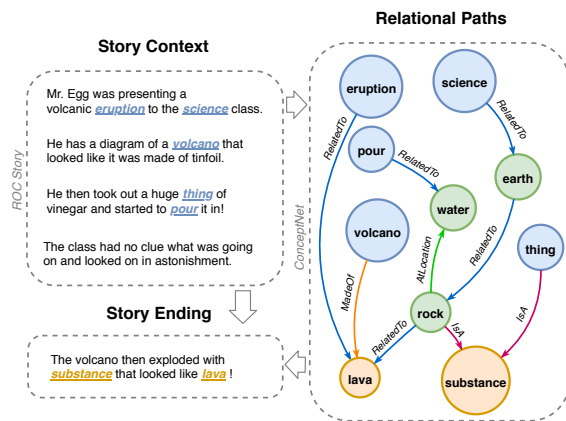 Story Context
ROC Story
Mr. Egg was presenting a
volcanic eruption to the science class.
He has a diagram of a volcano that
looked like it was made of tinfoil.
He then took out a huge thing of
vinegar and started to pour it in!
The class had no clue what was going
on and looked on in astonishment.
Story Ending
The volcano then exploded with
substance that looked like lava !
Relational Paths
ConceptNet
eruption
science
RelatedTo
RelatedTo
pour
RelatedTo
earth
water
volcano
thing
RelatedTo
AtLocation
MadeOf
IsA
rock
RelatedTo
IsA
lava
substance